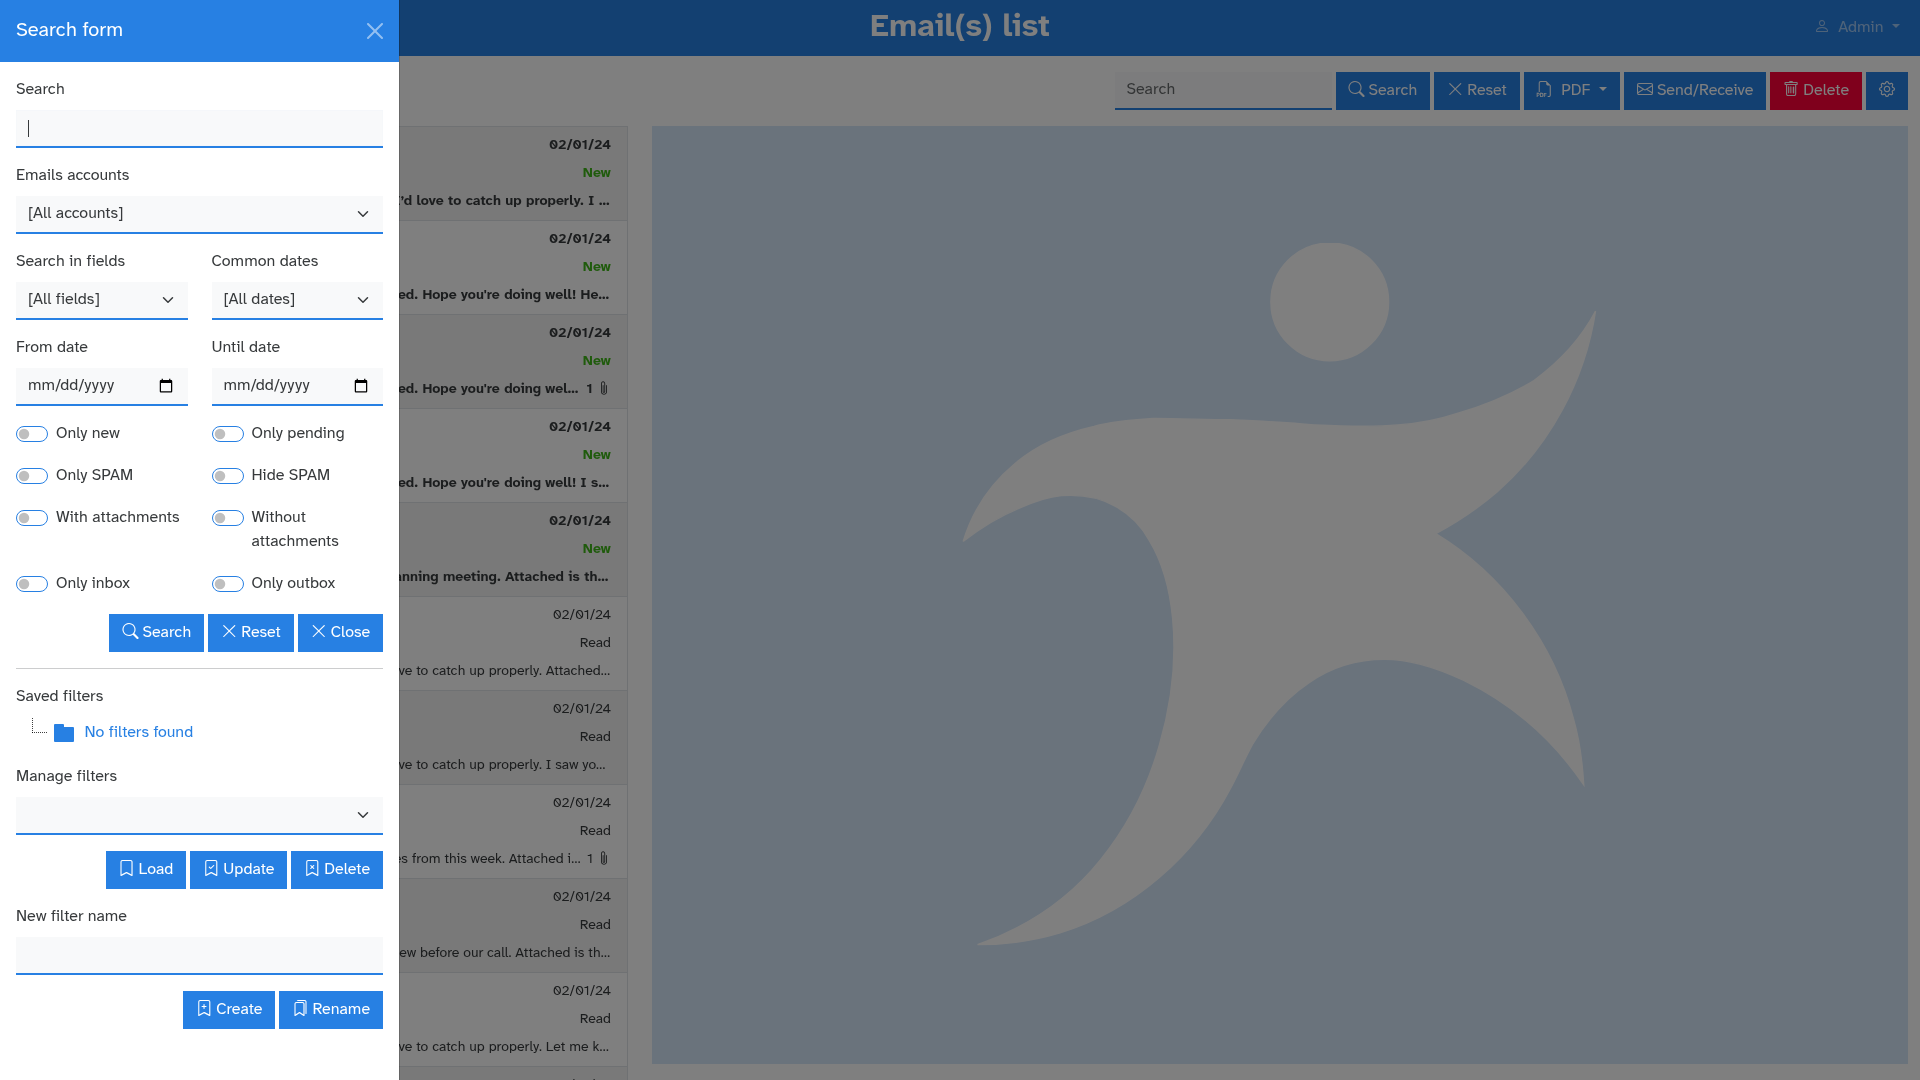 Search form
Email(s) list
Admin
Search
Emails accounts
[All accounts]
Search in fields
Common dates
[All fields]
[All dates]
From date
Until date
mm/dd/yyyy
mm/dd/yyyy
Only new
Only pending
Only SPAM
Hide SPAM
With attachments
Without
attachments
Only inbox
Only outbox
Search
Reset
Close
Saved filters
No filters found
Manage filters
Load
Update
Delete
New filter name
Create
Rename
Search
Search
Reset
PDF
Send/Receive
Delete
02/01/24
New
'd love to catch up properly. I ...
02/01/24
New
ed. Hope you're doing well! He...
02/01/24
New
ed. Hope you're doing wel... 1
02/01/24
New
ed. Hope you're doing well! I s...
02/01/24
New
anning meeting. Attached is th...
02/01/24
Read
ve to catch up properly. Attached...
02/01/24
Read
ve to catch up properly. I saw yo...
02/01/24
Read
es from this week. Attached i... 1
02/01/24
Read
ew before our call. Attached is th...
02/01/24
Read
ve to catch up properly. Let me k...